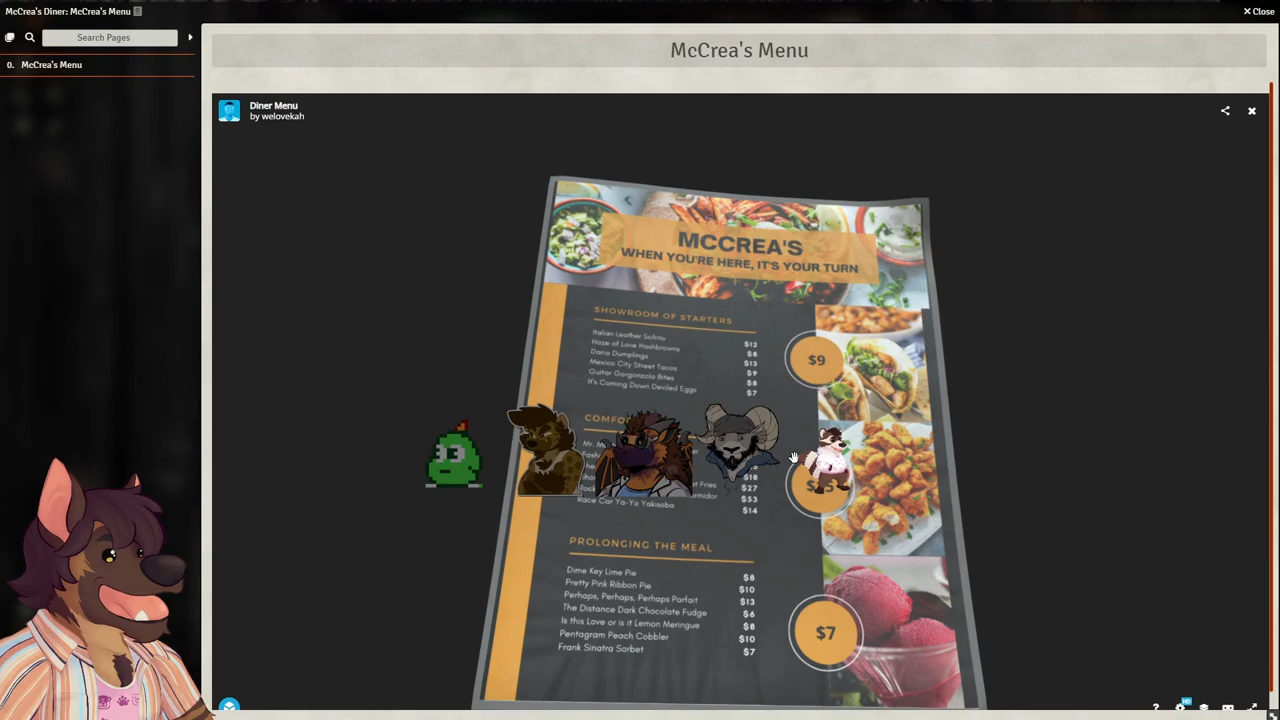 McCrea's Diner: McCrea's Menu
Close
Search Pages
0. McCrea's Menu
McCrea's Menu
Diner Menu
by welovekah
MCCREA'S
WHEN YOU'RE HERE, IT'S YOUR TURN
SHOWROOM OF STARTERS
Italian Leather Sofrito $12
Haze of Love Hashbrowns $8
Daria Dumplings $13
Mexico City Street Tacos $9
Guitar Gorgonzola Bites $8
It's Coming Down Deviled Eggs $7
$9
Mr.
Fries $27
$53
Race Car Ya-Ya Yakisoba $14
PROLONGING THE MEAL
Dime Key Lime Pie $8
Pretty Pink Ribbon Pie $10
Perhaps, Perhaps, Perhaps Parfait $13
The Distance Dark Chocolate Fudge $6
Is this Love or is it Lemon Meringue $8
Pentagram Peach Cobbler $10
Frank Sinatra Sorbet $7
$7
HD